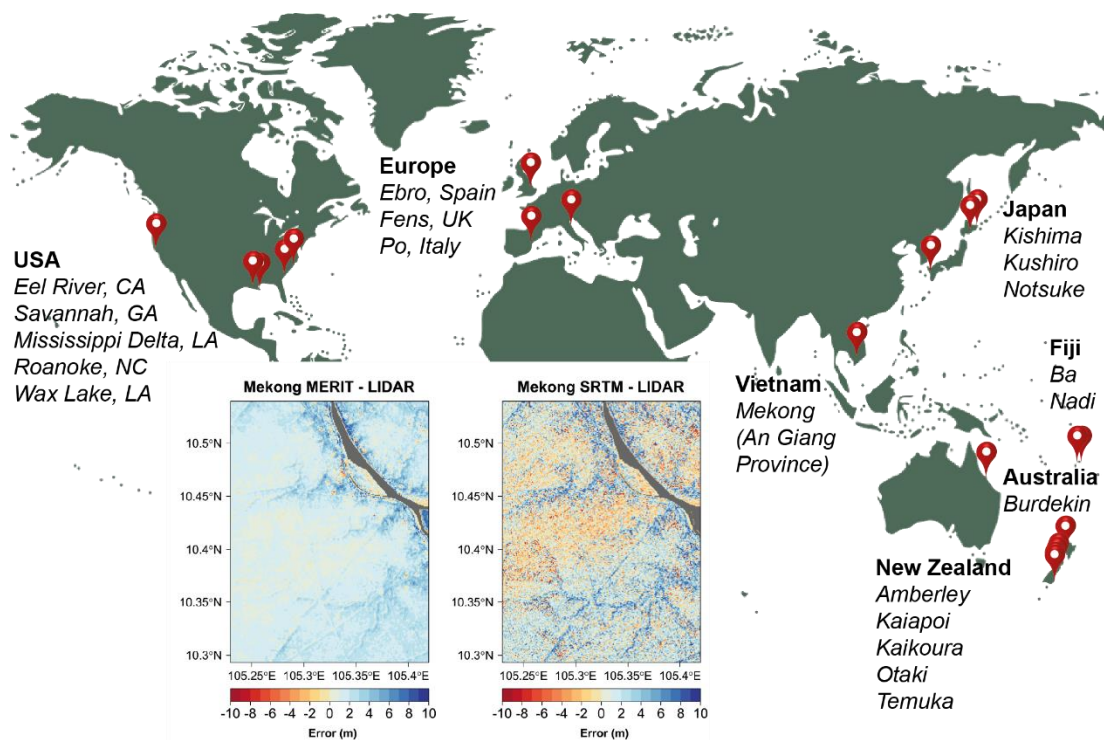 Europe
Ebro, Spain
Fens, UK
Po, Italy
USA
Eel River, CA
Savannah, GA
Mississippi Delta, LA
Roanoke, NC
Wax Lake, LA
Japan
Kishima
Kushiro
Notsuke
Fiji
Ba
Nadi
Vietnam
Mekong
(An Giang
Province)
Australia
Burdekin
New Zealand
Amberley
Kaiapoi
Kaikoura
Otaki
Temuka
Mekong MERIT - LIDAR
10.5°N
10.45°N
10.4°N
10.35°N
10.3°N
105.25°E 105.3°E 105.35°E 105.4°E
-10 -8 -6 -4 -2 0 2 4 6 8 10
Error (m)
Mekong SRTM - LIDAR
10.5°N
10.45°N
10.4°N
10.35°N
10.3°N
105.25°E 105.3°E 105.35°E 105.4°E
-10 -8 -6 -4 -2 0 2 4 6 8 10
Error (m)